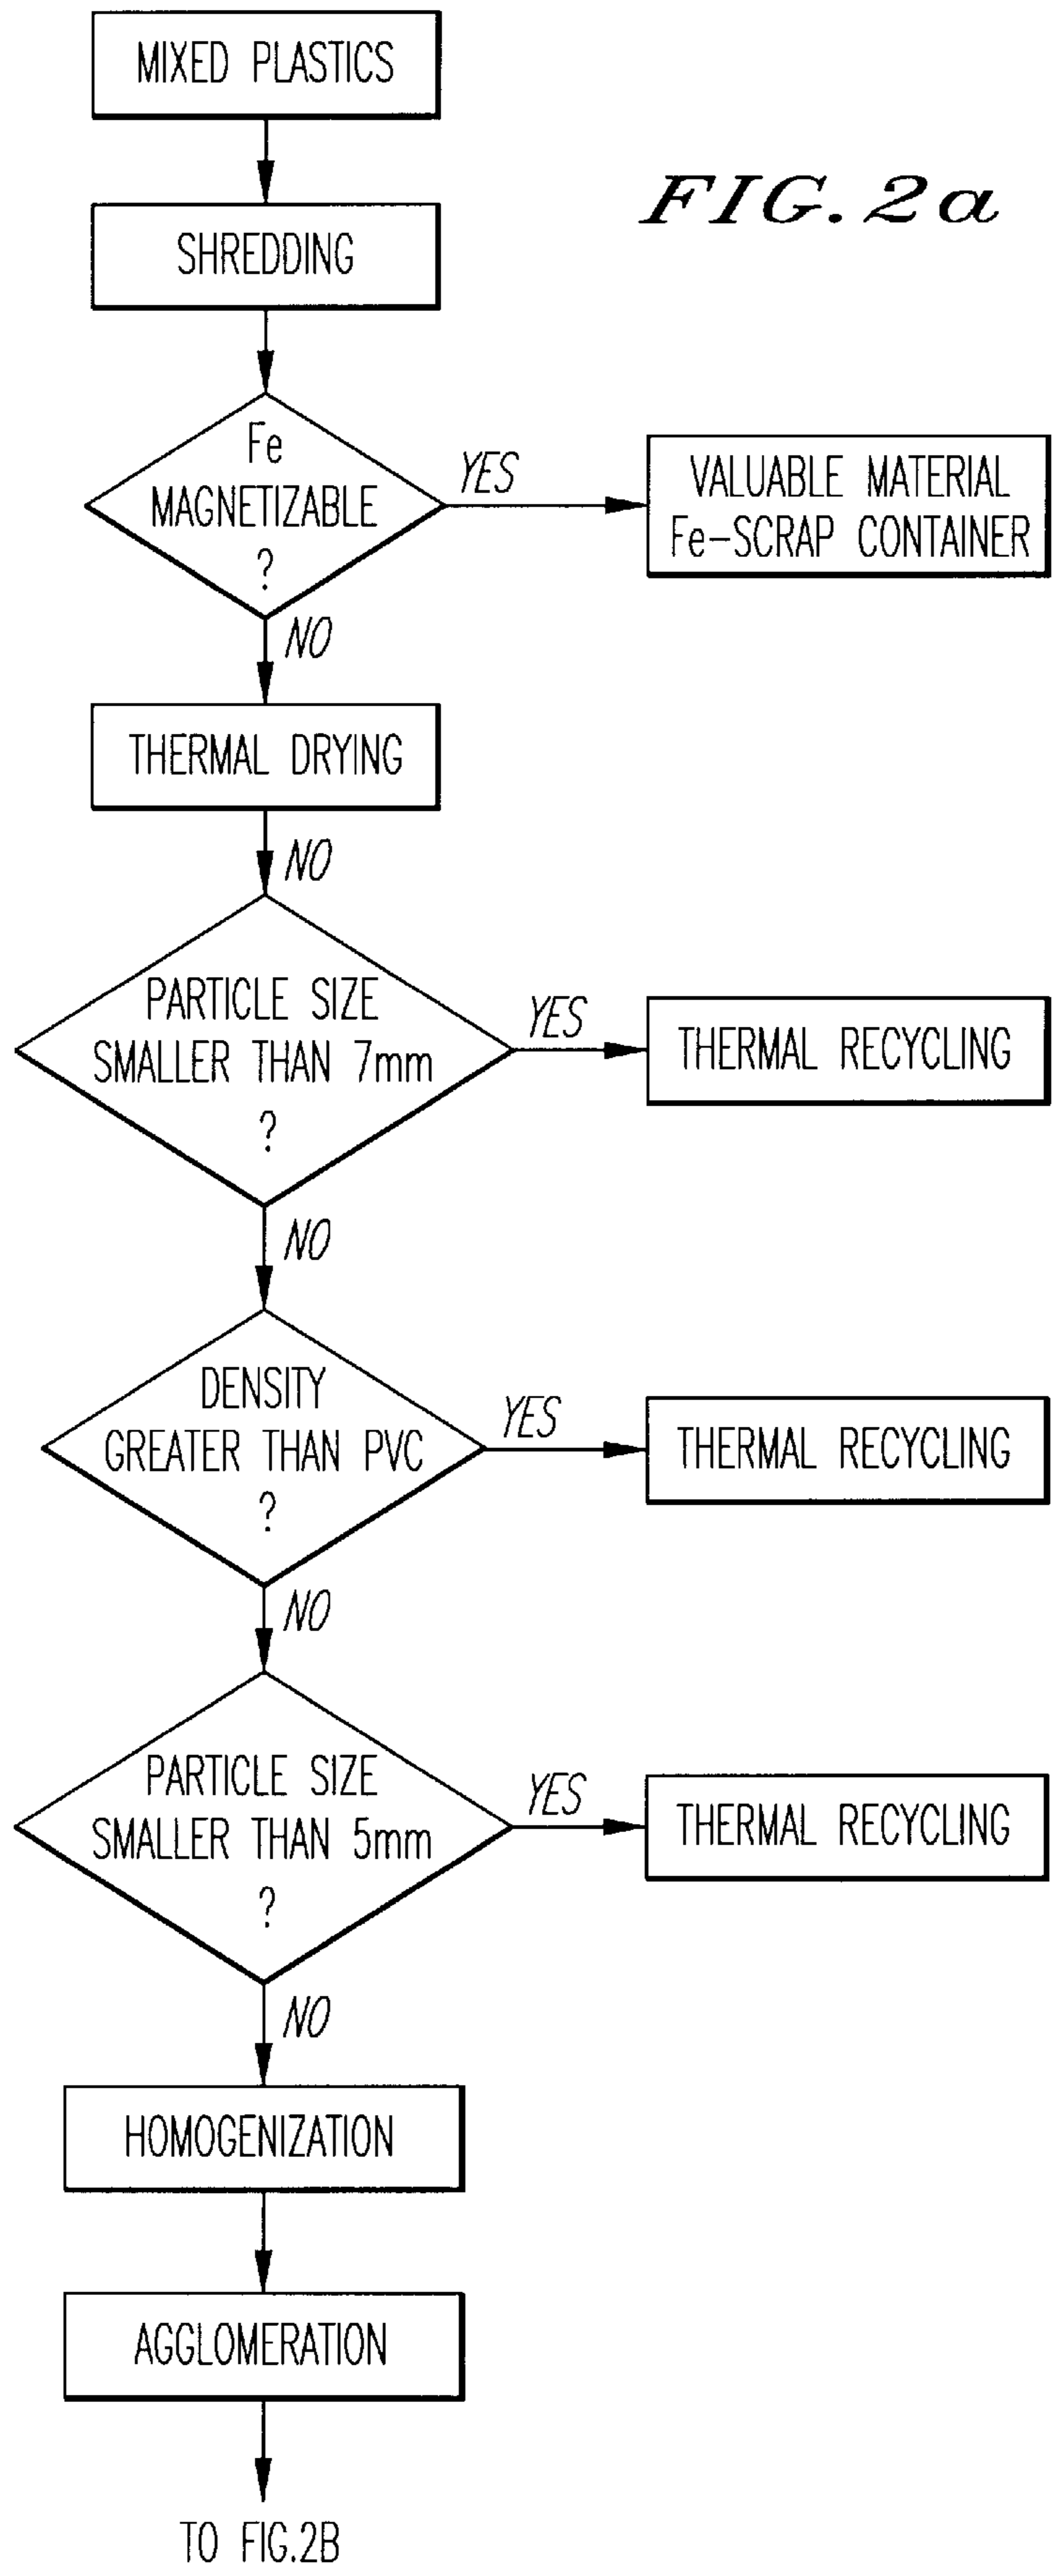 MIXED PLASTICS
FIG. 2a
SHREDDING
Fe
MAGNETIZABLE
?
YES
VALUABLE MATERIAL
Fe-SCRAP CONTAINER
NO
THERMAL DRYING
NO
PARTICLE SIZE
SMALLER THAN 7mm
?
YES
THERMAL RECYCLING
NO
DENSITY
GREATER THAN PVC
?
YES
THERMAL RECYCLING
NO
PARTICLE SIZE
SMALLER THAN 5mm
?
YES
THERMAL RECYCLING
NO
HOMOGENIZATION
AGGLOMERATION
TO FIG.2B